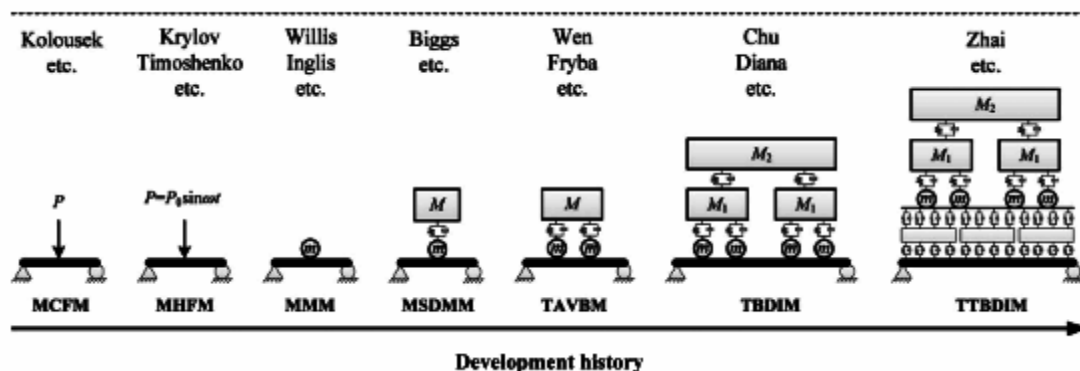 Kolousek
etc.
Krylov
Timoshenko
etc.
Willis
Inglis
etc.
Biggs
etc.
Wen
Fryba
etc.
Chu
Diana
etc.
Zhai
etc.
P
P=P₀sinωt
m
M
m
M
m m
M₂
M₁ M₁
m m m m
M₂
M₁ M₁
m m m m
MCFM
MHFM
MMM
MSDMM
TAVBM
TBDIM
TTBDIM
Development history